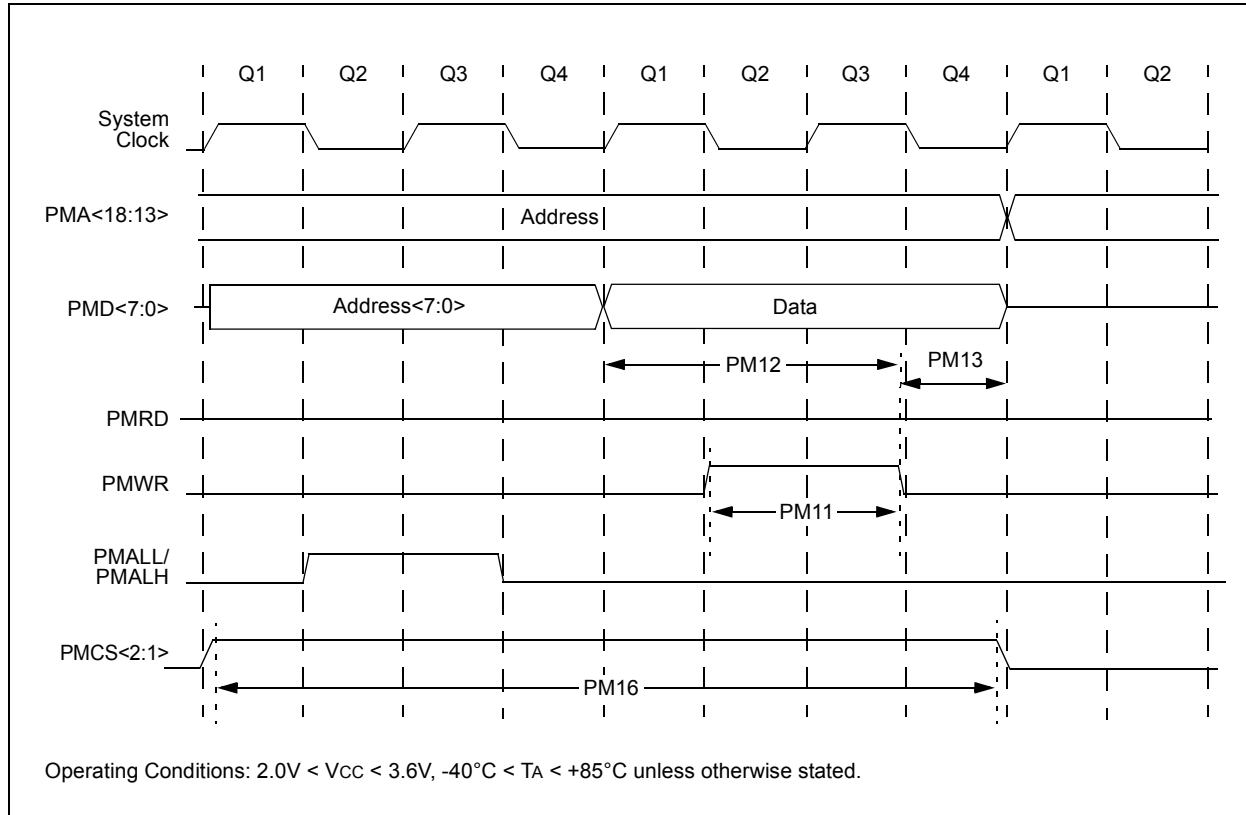 Q1 Q2 Q3 Q4 Q1 Q2 Q3 Q4 Q1 Q2
System
Clock
PMA<18:13>
Address
PMD<7:0>
Address<7:0>
Data
PM12
PM13
PMRD
PMWR
PM11
PMALL/
PMALH
PMCS<2:1>
PM16
Operating Conditions: 2.0V < VCC < 3.6V, -40°C < TA < +85°C unless otherwise stated.